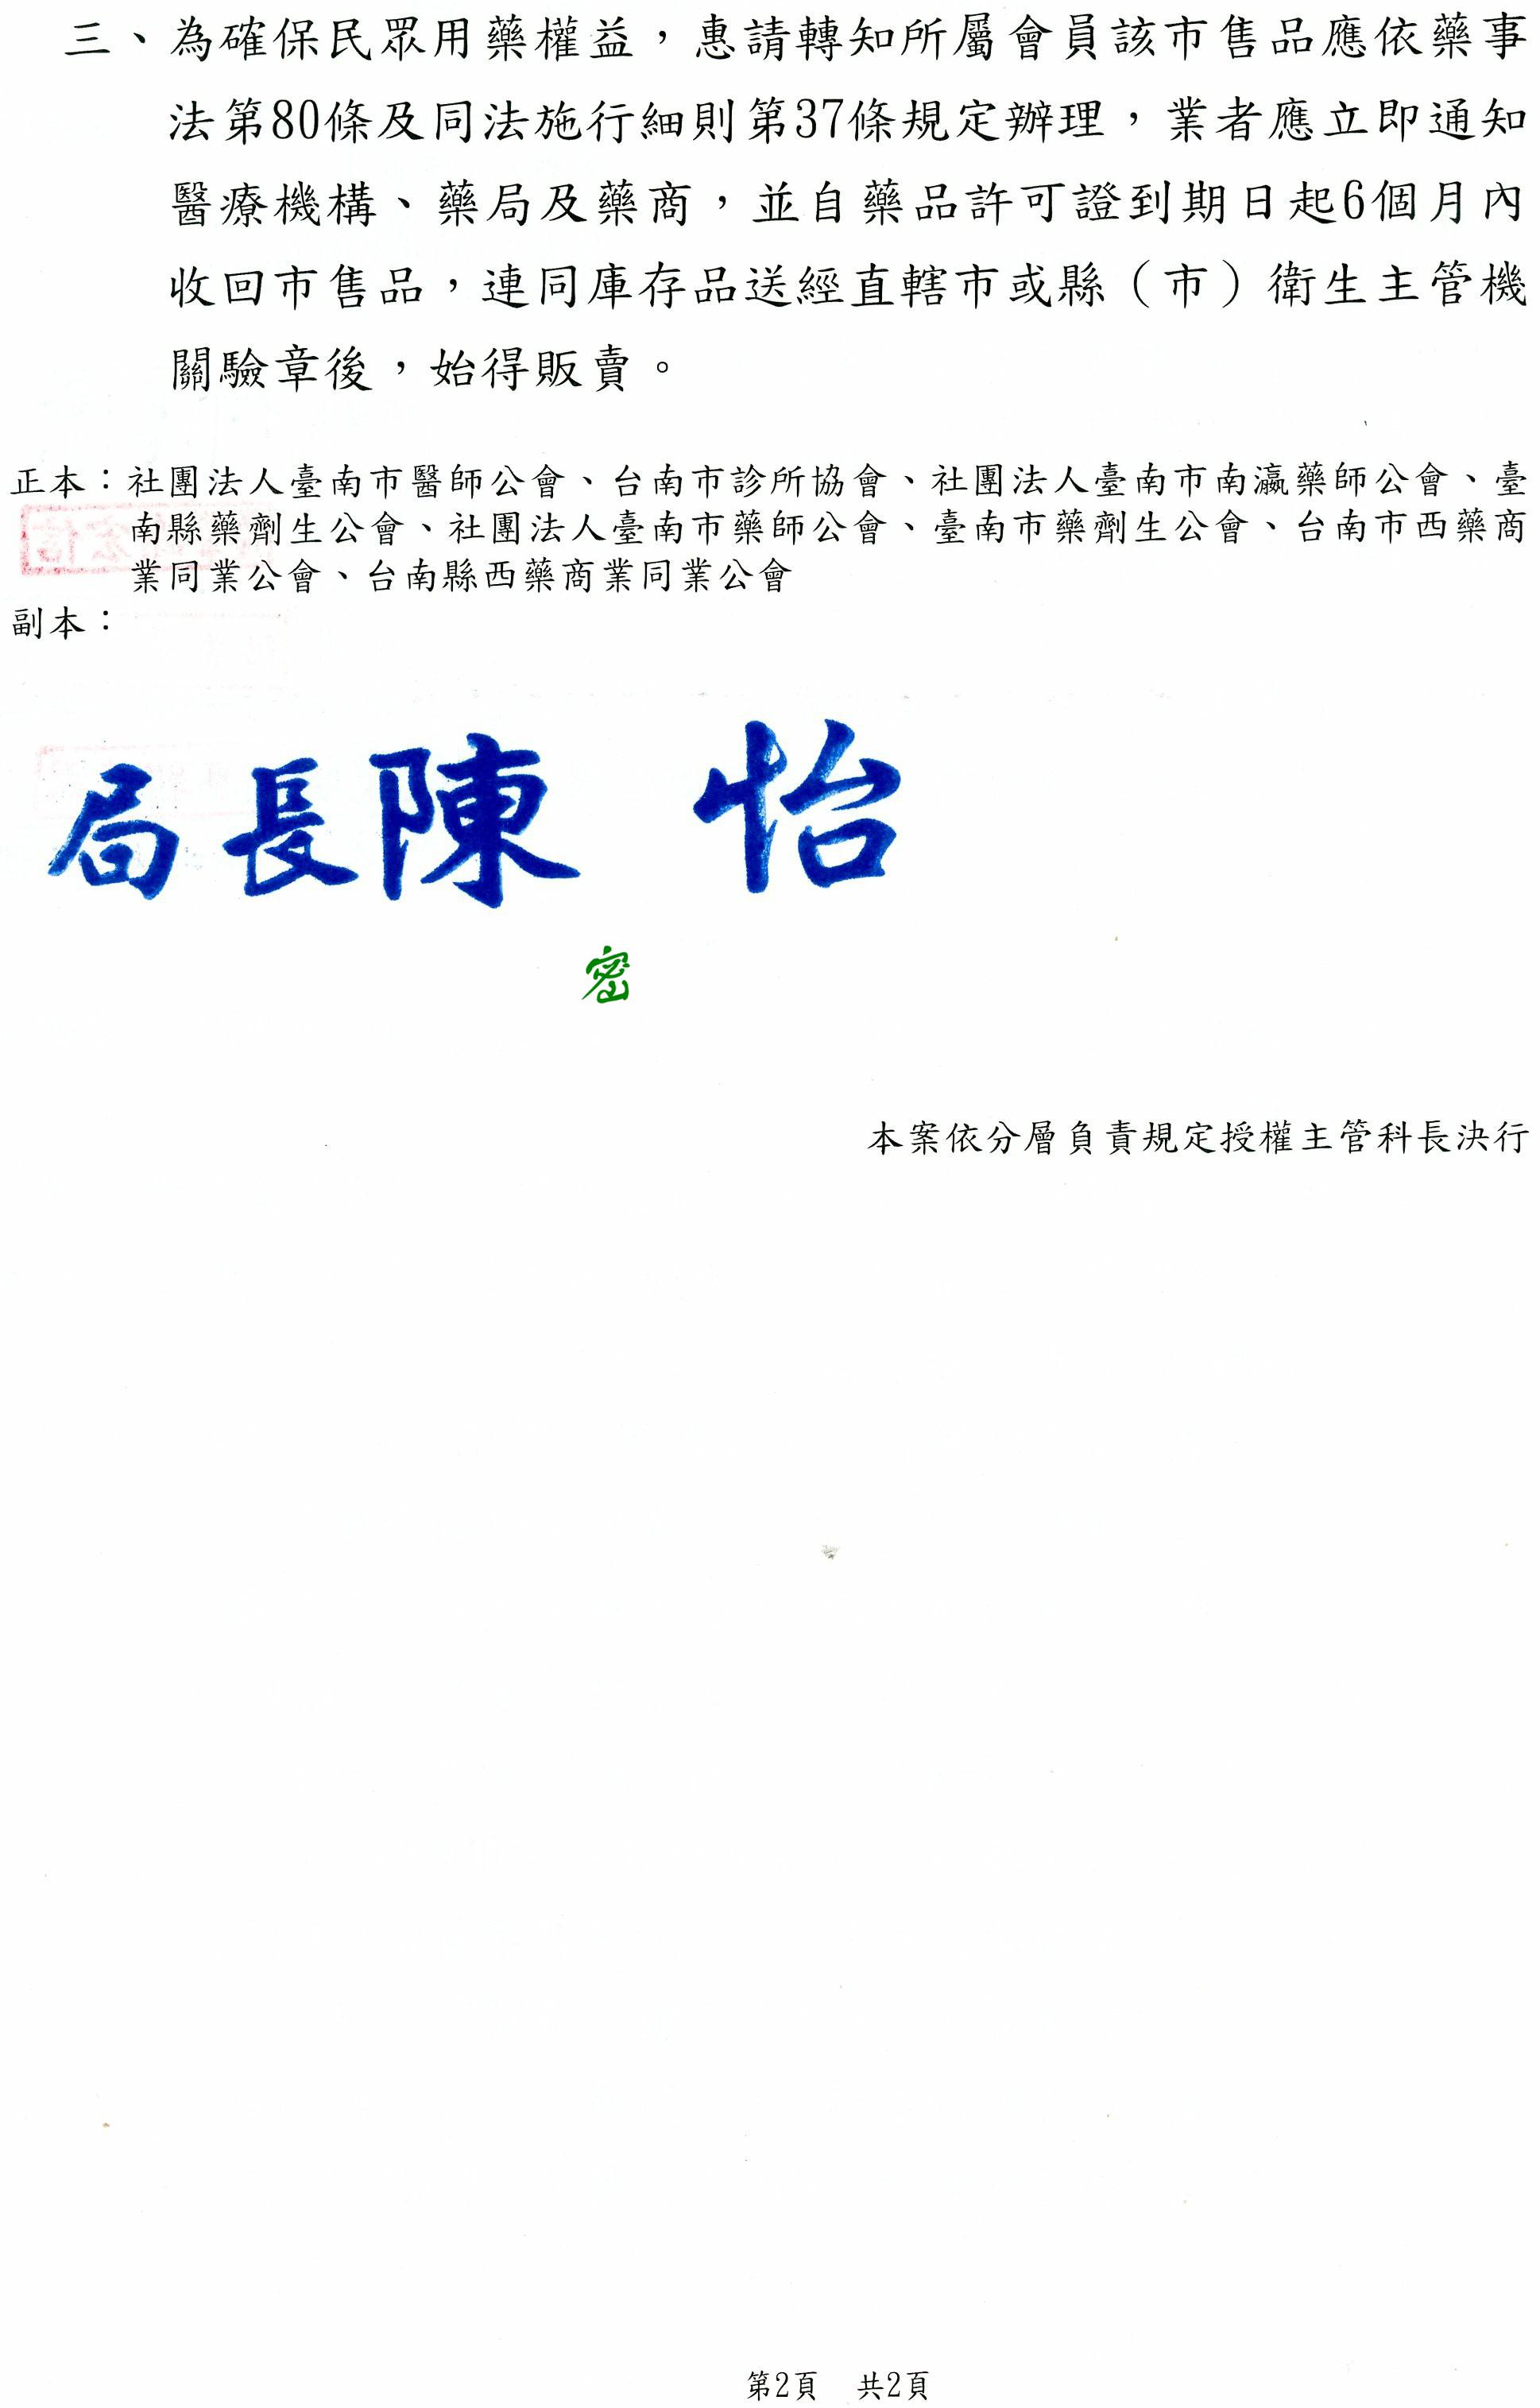 三、為確保民眾用藥權益，惠請轉知所屬會員該市售品應依藥事
法第80條及同法施行細則第37條規定辦理，業者應立即通知
醫療機構、藥局及藥商，並自藥品許可證到期日起6個月內
收回市售品，連同庫存品送經直轄市或縣（市）衛生主管機
關驗章後，始得販賣。
正本：社團法人臺南市醫師公會、台南市診所協會、社團法人臺南市南瀛藥師公會、臺
南縣藥劑生公會、社團法人臺南市藥師公會、臺南市藥劑生公會、台南市西藥商
業同業公會、台南縣西藥商業同業公會
副本：
局長陳 怡
密
本案依分層負責規定授權主管科長決行
第2頁 共2頁